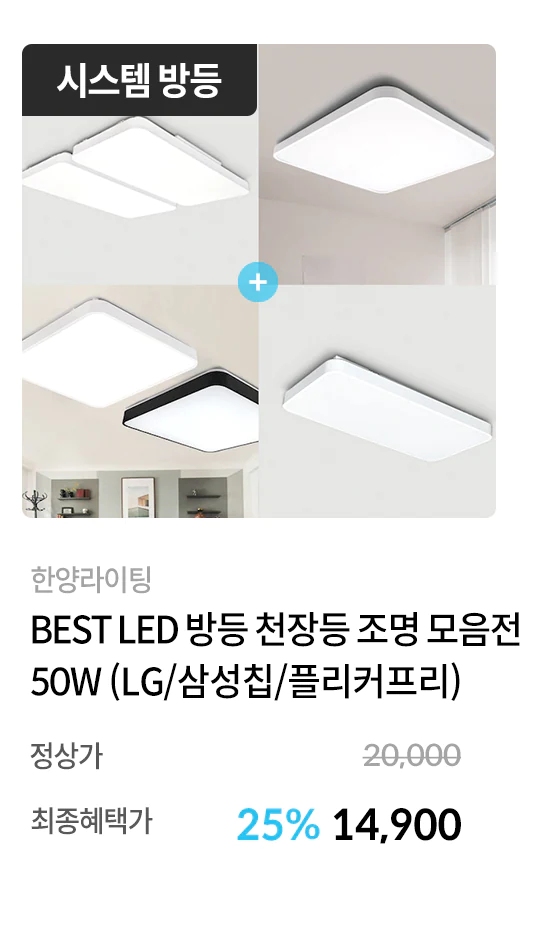 시스템 방등
+
한양라이팅
BEST LED 방등 천장등 조명 모음전
50W (LG/삼성칩/플리커프리)
정상가 20,000
최종혜택가 25% 14,900